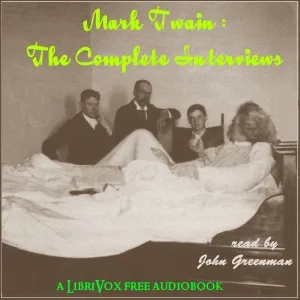 Mark Twain :
The Complete Interviews
read by
John Greenman
A LIBRIVOX FREE AUDIOBOOK